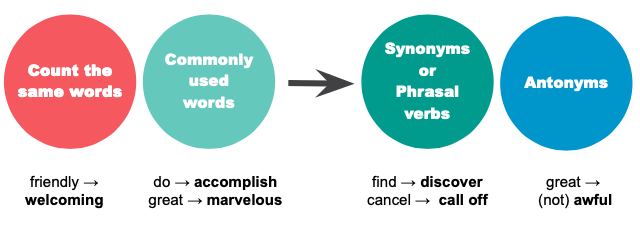 Count the
same words
Commonly
used
words
Synonyms
or
Phrasal
verbs
Antonyms
friendly →
welcoming
do → accomplish
great → marvelous
find → discover
cancel → call off
great →
(not) awful